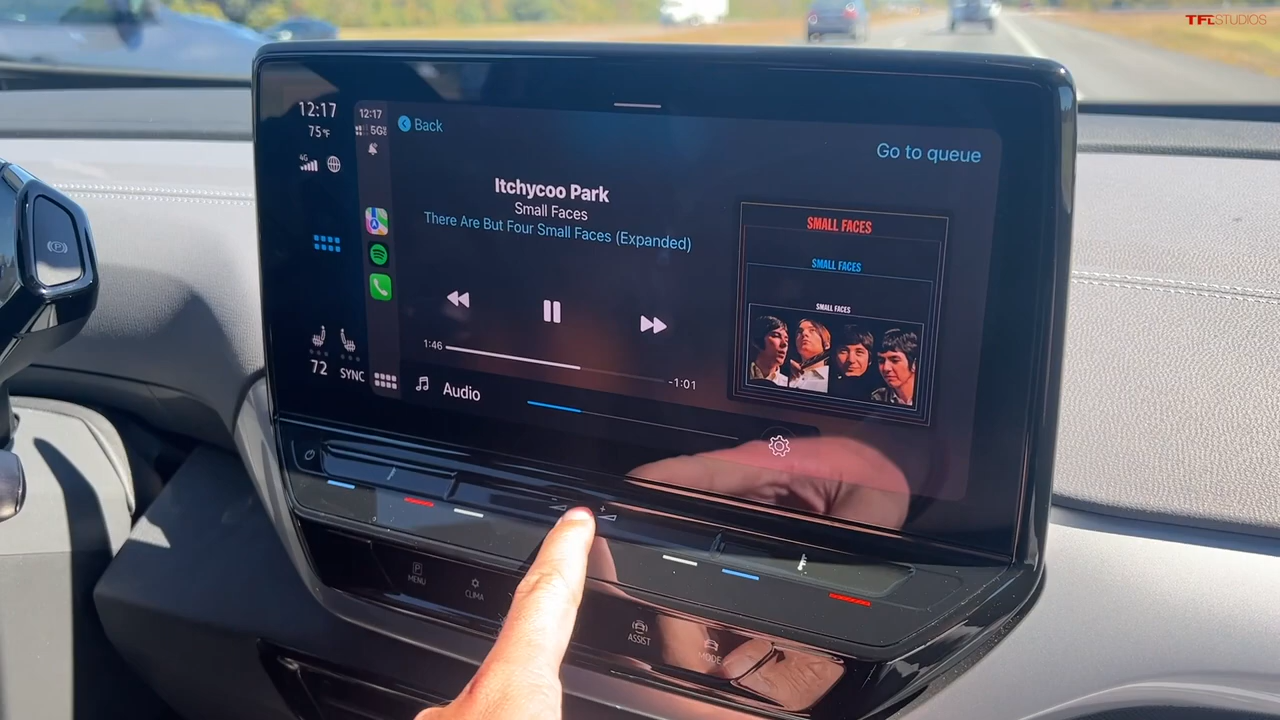 TFLSTUDIOS
12:17
75°F
4G
12:17
5G
Back
Go to queue
Itchycoo Park
Small Faces
There Are But Four Small Faces (Expanded)
SMALL FACES
SMALL FACES
SMALL FACES
1:46
-1:01
Audio
72
SYNC
P
- +
P
MENU
CLIMA
ASSIST
MODE